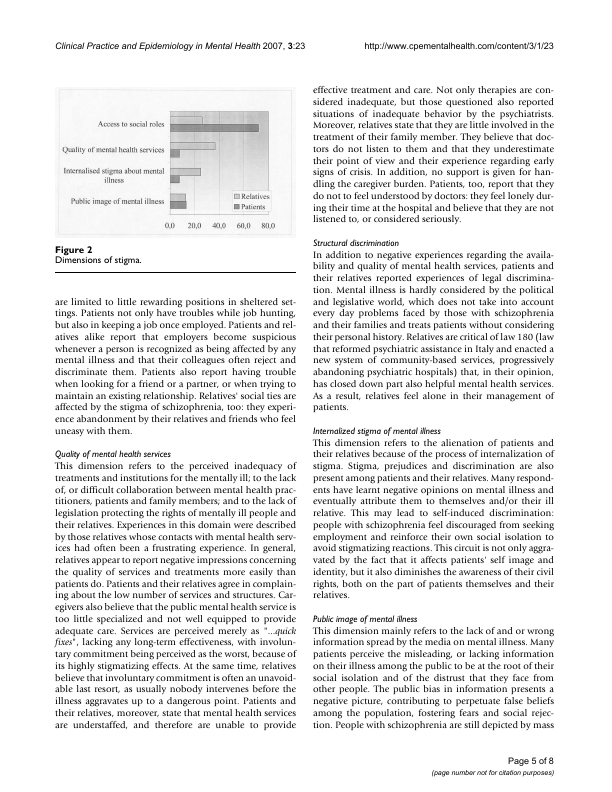 Clinical Practice and Epidemiology in Mental Health 2007, 3:23
http://www.cpementalhealth.com/content/3/1/23
Access to social roles
Quality of mental health services
Internalised stigma about mental
illness
Public image of mental illness
Relatives
Patients
0,0 20,0 40,0 60,0 80,0
Figure 2
Dimensions of stigma.
are limited to little rewarding positions in sheltered set-
tings. Patients not only have troubles while job hunting,
but also in keeping a job once employed. Patients and rel-
atives alike report that employers become suspicious
whenever a person is recognized as being affected by any
mental illness and that their colleagues often reject and
discriminate them. Patients also report having trouble
when looking for a friend or a partner, or when trying to
maintain an existing relationship. Relatives' social ties are
affected by the stigma of schizophrenia, too: they experi-
ence abandonment by their relatives and friends who feel
uneasy with them.
Quality of mental health services
This dimension refers to the perceived inadequacy of
treatments and institutions for the mentally ill; to the lack
of, or difficult collaboration between mental health prac-
titioners, patients and family members; and to the lack of
legislation protecting the rights of mentally ill people and
their relatives. Experiences in this domain were described
by those relatives whose contacts with mental health serv-
ices had often been a frustrating experience. In general,
relatives appear to report negative impressions concerning
the quality of services and treatments more easily than
patients do. Patients and their relatives agree in complain-
ing about the low number of services and structures. Car-
egivers also believe that the public mental health service is
too little specialized and not well equipped to provide
adequate care. Services are perceived merely as "...quick
fixes", lacking any long-term effectiveness, with involun-
tary commitment being perceived as the worst, because of
its highly stigmatizing effects. At the same time, relatives
believe that involuntary commitment is often an unavoid-
able last resort, as usually nobody intervenes before the
illness aggravates up to a dangerous point. Patients and
their relatives, moreover, state that mental health services
are understaffed, and therefore are unable to provide
effective treatment and care. Not only therapies are con-
sidered inadequate, but those questioned also reported
situations of inadequate behavior by the psychiatrists.
Moreover, relatives state that they are little involved in the
treatment of their family member. They believe that doc-
tors do not listen to them and that they underestimate
their point of view and their experience regarding early
signs of crisis. In addition, no support is given for han-
dling the caregiver burden. Patients, too, report that they
do not to feel understood by doctors: they feel lonely dur-
ing their time at the hospital and believe that they are not
listened to, or considered seriously.
Structural discrimination
In addition to negative experiences regarding the availa-
bility and quality of mental health services, patients and
their relatives reported experiences of legal discrimina-
tion. Mental illness is hardly considered by the political
and legislative world, which does not take into account
every day problems faced by those with schizophrenia
and their families and treats patients without considering
their personal history. Relatives are critical of law 180 (law
that reformed psychiatric assistance in Italy and enacted a
new system of community-based services, progressively
abandoning psychiatric hospitals) that, in their opinion,
has closed down part also helpful mental health services.
As a result, relatives feel alone in their management of
patients.
Internalized stigma of mental illness
This dimension refers to the alienation of patients and
their relatives because of the process of internalization of
stigma. Stigma, prejudices and discrimination are also
present among patients and their relatives. Many respond-
ents have learnt negative opinions on mental illness and
eventually attribute them to themselves and/or their ill
relative. This may lead to self-induced discrimination:
people with schizophrenia feel discouraged from seeking
employment and reinforce their own social isolation to
avoid stigmatizing reactions. This circuit is not only aggra-
vated by the fact that it affects patients' self image and
identity, but it also diminishes the awareness of their civil
rights, both on the part of patients themselves and their
relatives.
Public image of mental illness
This dimension mainly refers to the lack of and or wrong
information spread by the media on mental illness. Many
patients perceive the misleading, or lacking information
on their illness among the public to be at the root of their
social isolation and of the distrust that they face from
other people. The public bias in information presents a
negative picture, contributing to perpetuate false beliefs
among the population, fostering fears and social rejec-
tion. People with schizophrenia are still depicted by mass
Page 5 of 8
(page number not for citation purposes)